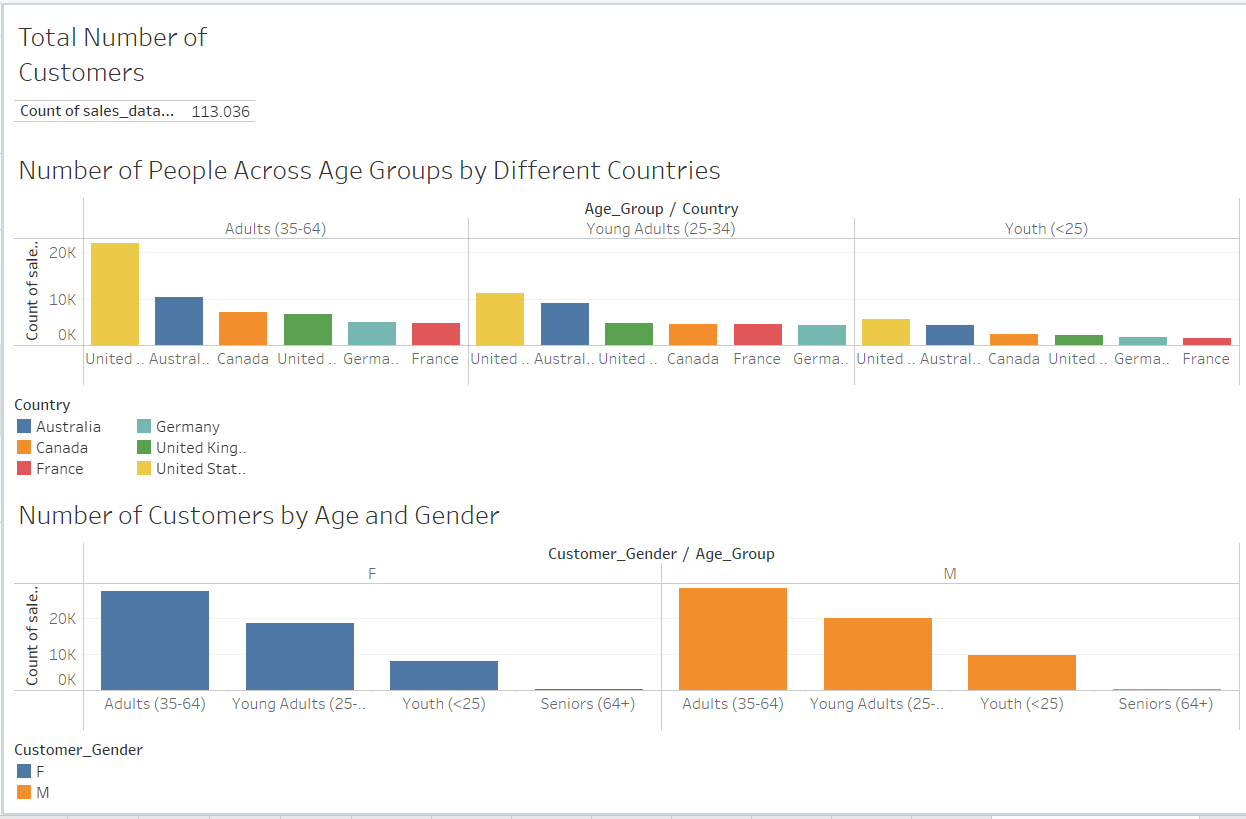 Total Number of
Customers
Count of sales_data... 113.036
Number of People Across Age Groups by Different Countries
Age_Group / Country
Adults (35-64) Young Adults (25-34) Youth (<25)
Count of sale..
20K
10K
0K
United .. Austral.. Canada United .. Germa.. France United .. Austral.. United .. Canada France Germa.. United .. Austral.. Canada United .. Germa.. France
Country
Australia Germany
Canada United King..
France United Stat..
Number of Customers by Age and Gender
Customer_Gender / Age_Group
F M
Count of sale..
20K
10K
0K
Adults (35-64) Young Adults (25-.. Youth (<25) Seniors (64+) Adults (35-64) Young Adults (25-.. Youth (<25) Seniors (64+)
Customer_Gender
F
M